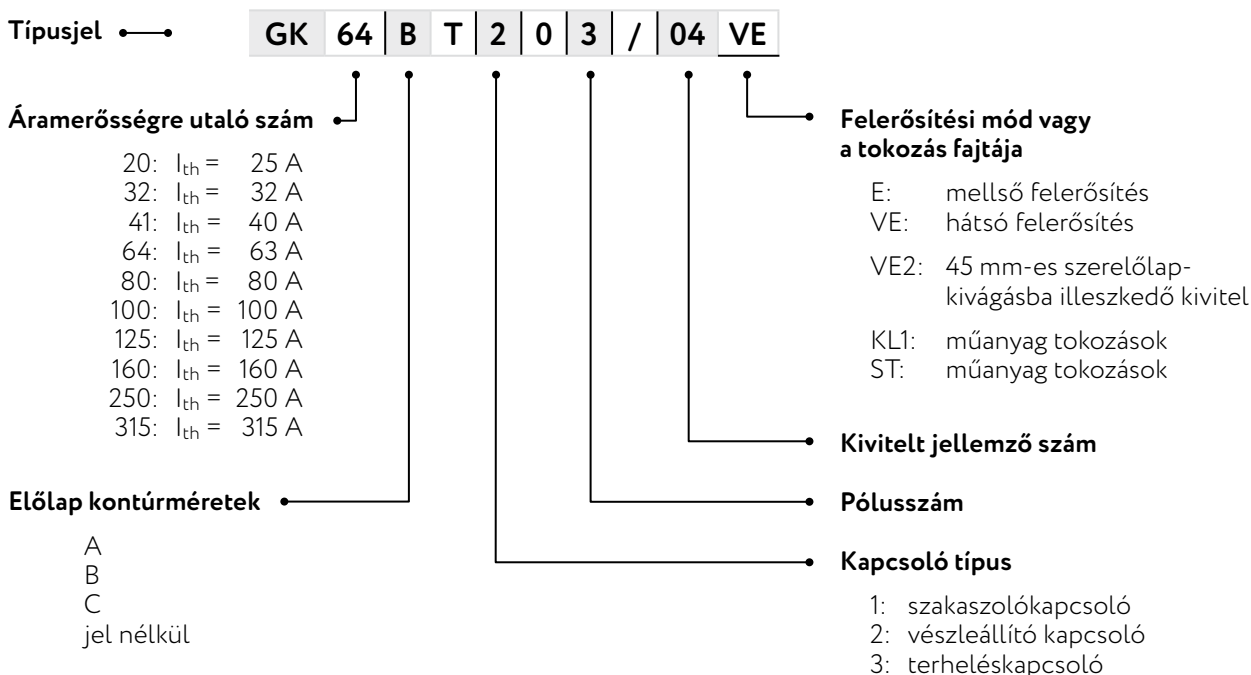 Típusjel
GK 64 B T 2 0 3 / 04 VE
Áramerősségre utaló szám
20: Ith = 25 A
32: Ith = 32 A
41: Ith = 40 A
64: Ith = 63 A
80: Ith = 80 A
100: Ith = 100 A
125: Ith = 125 A
160: Ith = 160 A
250: Ith = 250 A
315: Ith = 315 A
Előlap kontúrméretek
A
B
C
jel nélkül
Felerősítési mód vagy
a tokozás fajtája
E: mellső felerősítés
VE: hátsó felerősítés
VE2: 45 mm-es szerelőlap-
kivágásba illeszkedő kivitel
KL1: műanyag tokozások
ST: műanyag tokozások
Kivitelt jellemző szám
Pólusszám
Kapcsoló típus
1: szakaszolókapcsoló
2: vészleállító kapcsoló
3: terheléskapcsoló